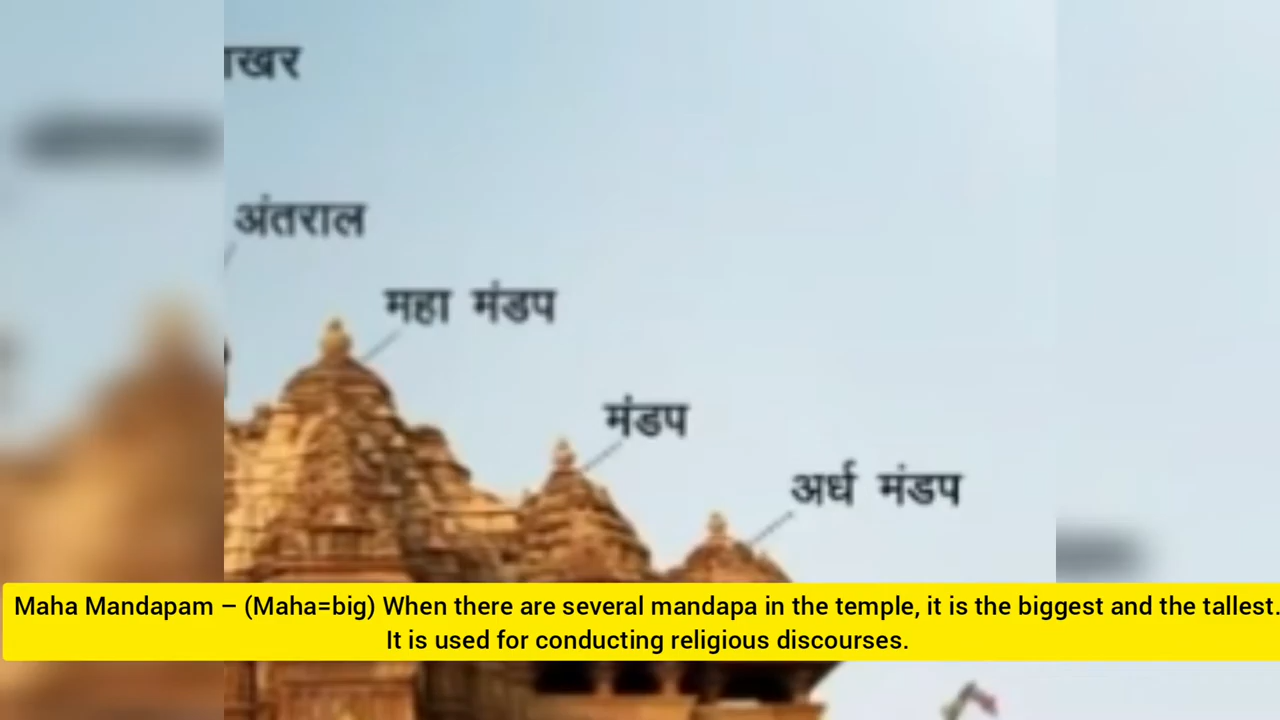 अंतराल
महा मंडप
मंडप
अर्ध मंडप
Maha Mandapam – (Maha=big) When there are several mandapa in the temple, it is the biggest and the tallest.
It is used for conducting religious discourses.